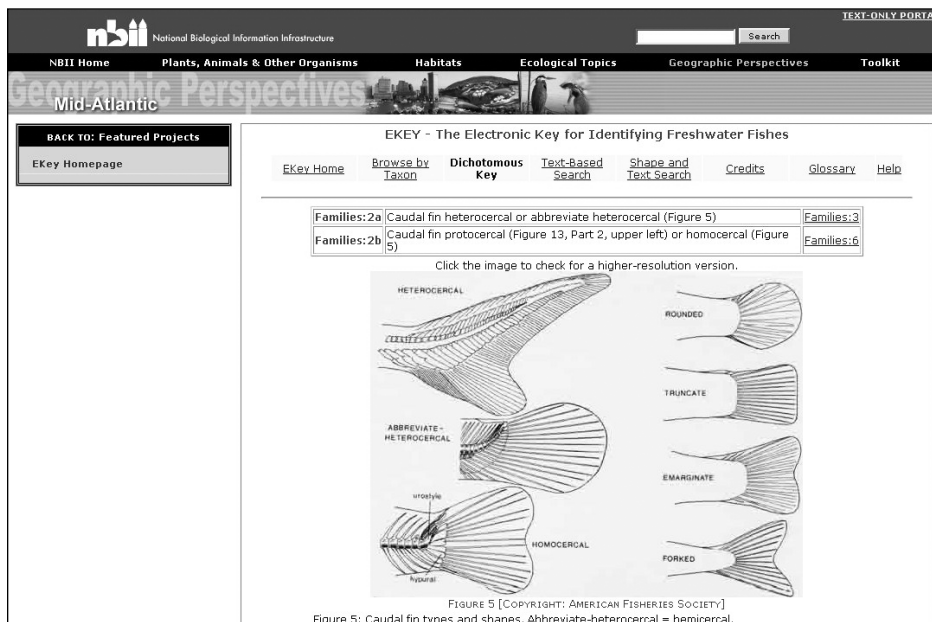 TEXT-ONLY PORTA
nbii National Biological Information Infrastructure
Search
NBII Home Plants, Animals & Other Organisms Habitats Ecological Topics Geographic Perspectives Toolkit
Geographic Perspectives
Mid-Atlantic
BACK TO: Featured Projects
EKey Homepage
EKEY - The Electronic Key for Identifying Freshwater Fishes
EKey Home Browse by Taxon Dichotomous Key Text-Based Search Shape and Text Search Credits Glossary Help
Families:2a Caudal fin heterocercal or abbreviate heterocercal (Figure 5) Families:3
Families:2b Caudal fin protocercal (Figure 13, Part 2, upper left) or homocercal (Figure 5) Families:6
Click the image to check for a higher-resolution version.
HETEROCERCAL
ROUNDED
TRUNCATE
ABBREVIATE-
HETEROCERCAL
EMARGINATE
urostyle
HOMOCERCAL
FORKED
hypural
FIGURE 5 [COPYRIGHT: AMERICAN FISHERIES SOCIETY]
Figure 5: Caudal fin types and shapes. Abbreviate-heterocercal = hemicercal.